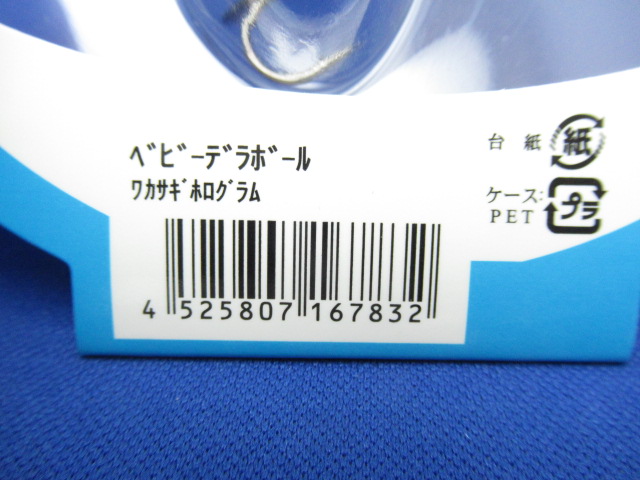 ﾍﾞﾋﾞｰﾃﾞﾗﾎﾞｰﾙ
ﾜｶｻｷﾞﾎﾛｸﾞﾗﾑ
4 525807 167832
台紙 紙
ケース: プラ
PET